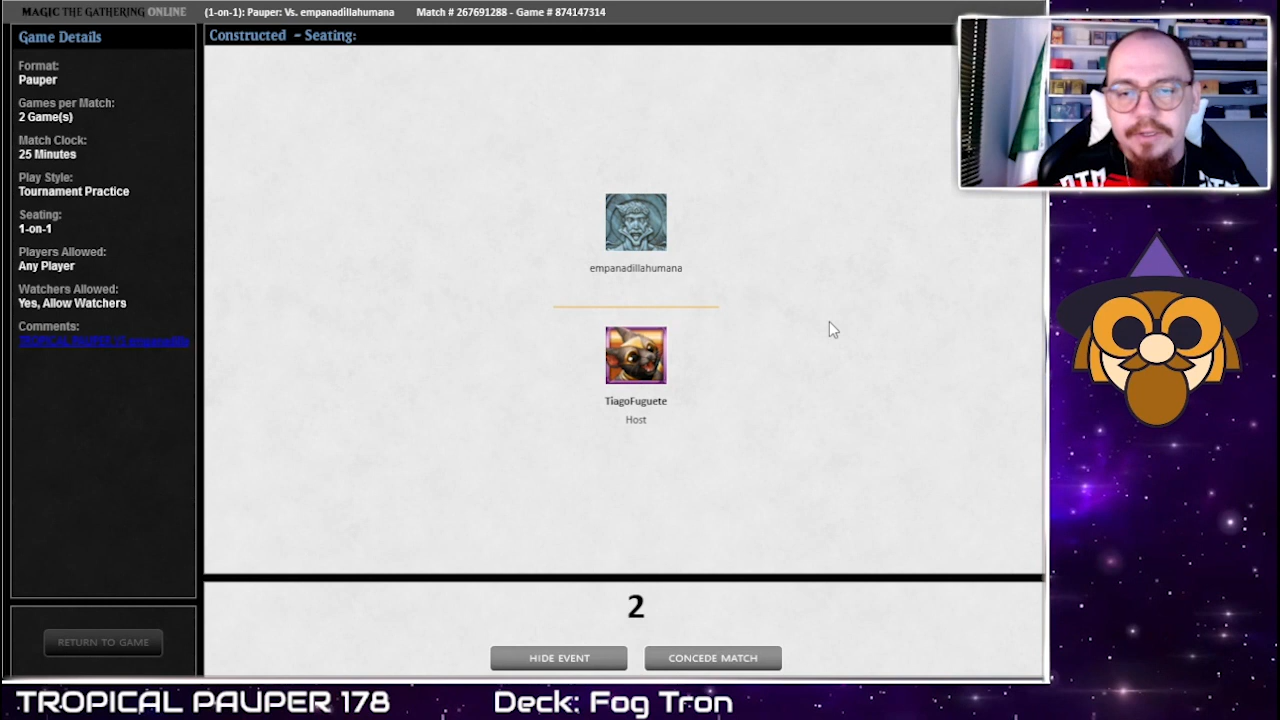 MAGIC THE GATHERING ONLINE
(1-on-1): Pauper: Vs. empanadillahumana
Match # 267691288 - Game # 874147314
Game Details
Constructed - Seating:
Format:
Pauper
Games per Match:
2 Game(s)
Match Clock:
25 Minutes
Play Style:
Tournament Practice
Seating:
1-on-1
Players Allowed:
Any Player
Watchers Allowed:
Yes, Allow Watchers
Comments:
empanadillahumana
TiagoFuguete
Host
2
RETURN TO GAME
HIDE EVENT
CONCEDE MATCH
TROPICAL PAUPER 178
Deck: Fog Tron